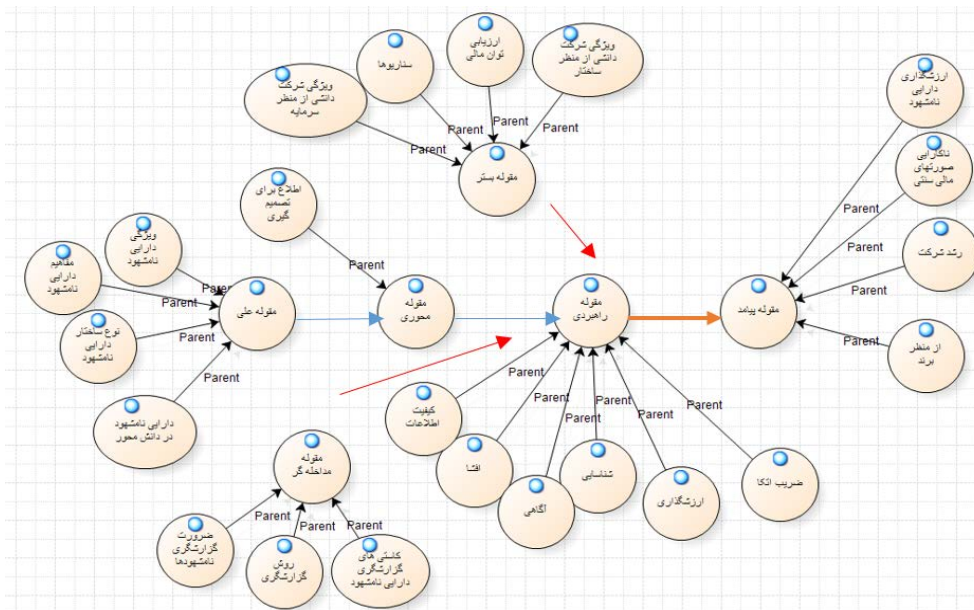 ویژگی شرکت
دانشی از منظر
سرمایه
سناریوها
ارزیابی
توان مالی
ویژگی شرکت
دانشی از منظر
ساختار
Parent
Parent
Parent
Parent
مقوله بستر
ارزشگذاری
دارایی
نامشهود
ناکارایی
صورتهای
مالی سنتی
رشد شرکت
از منظر
برند
Parent
Parent
Parent
Parent
مقوله پیامد
اطلاع برای
تصمیم
گیری
Parent
مقوله
محوری
ویژگی
دارایی
نامشهود
مفاهیم
دارایی
نامشهود
نوع ساختار
دارایی
نامشهود
دارایی نامشهود
در دانش محور
Parent
Parent
Parent
مقوله علی
مقوله
راهبردی
Parent
Parent
Parent
Parent
Parent
Parent
کیفیت
اطلاعات
افشا
آگاهی
شناسایی
ارزشگذاری
ضریب اتکا
مقوله
مداخله گر
Parent
Parent
Parent
ضرورت
گزارشگری
نامشهودها
روش
گزارشگری
کاستی های
گزارشگری
دارایی نامشهود